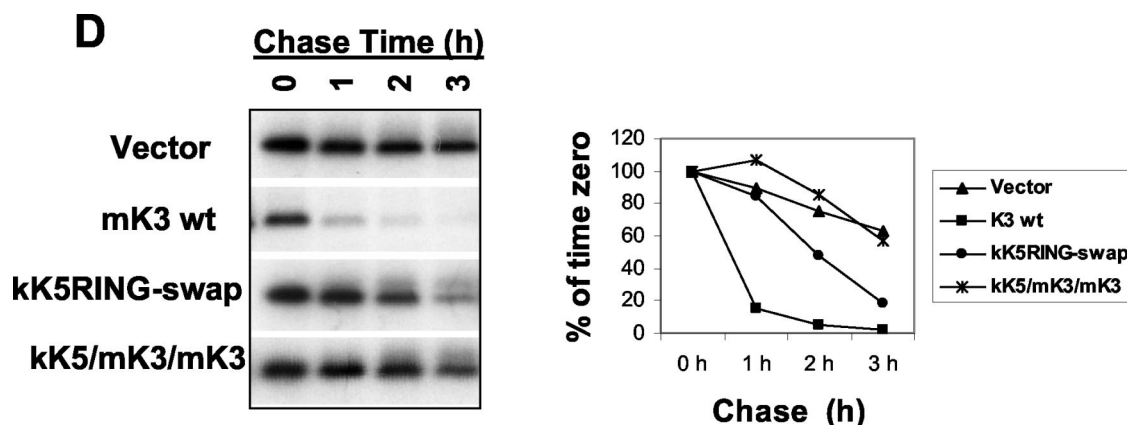 D
Chase Time (h)
0 1 2 3
Vector
mK3 wt
kK5RING-swap
kK5/mK3/mK3
% of time zero
120
100
80
60
40
20
0
0 h 1 h 2 h 3 h
Chase (h)
Vector
K3 wt
kK5RING-swap
kK5/mK3/mK3